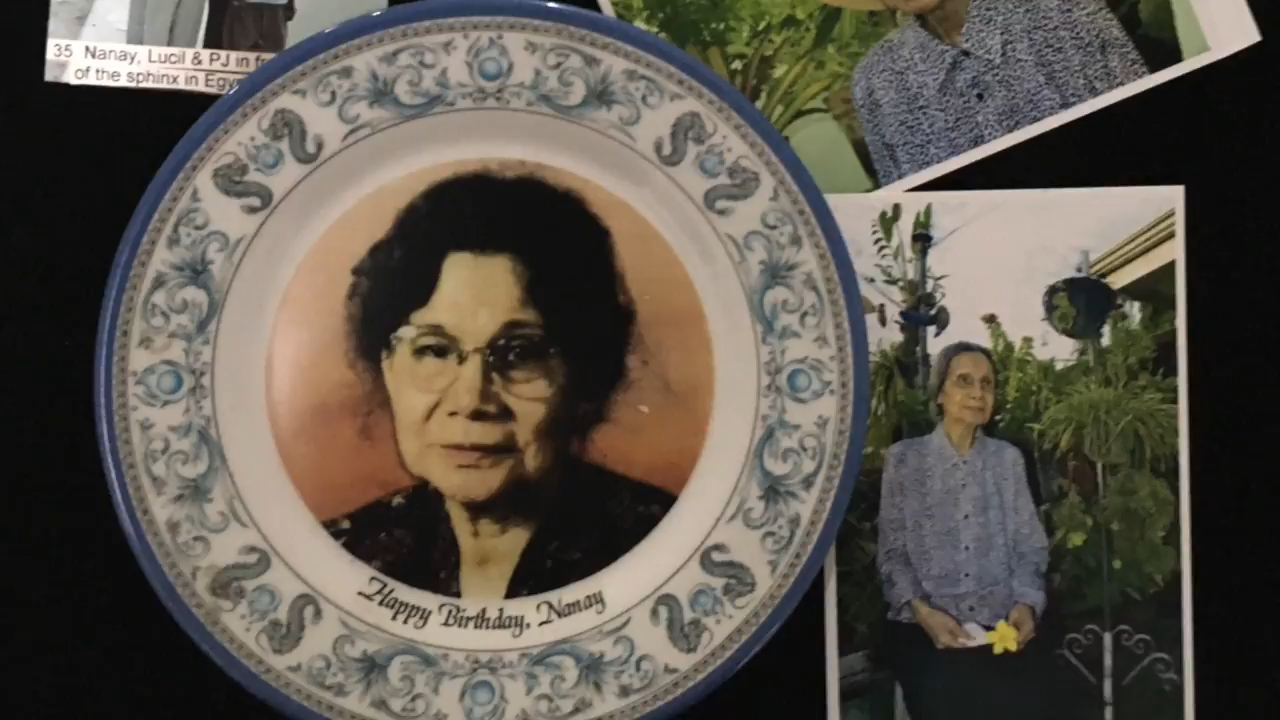 35 Nanay, Lucil & PJ in
of the sphinx in
Happy Birthday, Nanay